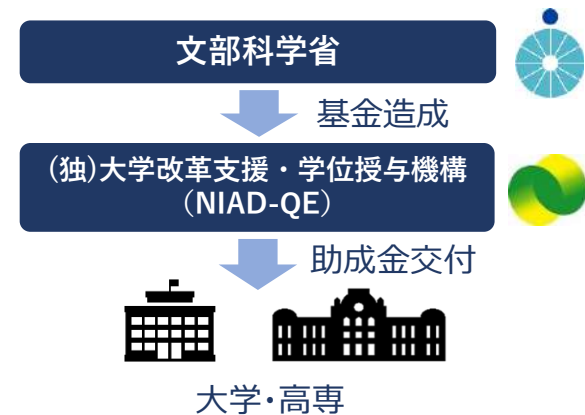 文部科学省
基金造成
(独)大学改革支援・学位授与機構
(NIAD-QE)
助成金交付
大学・高専